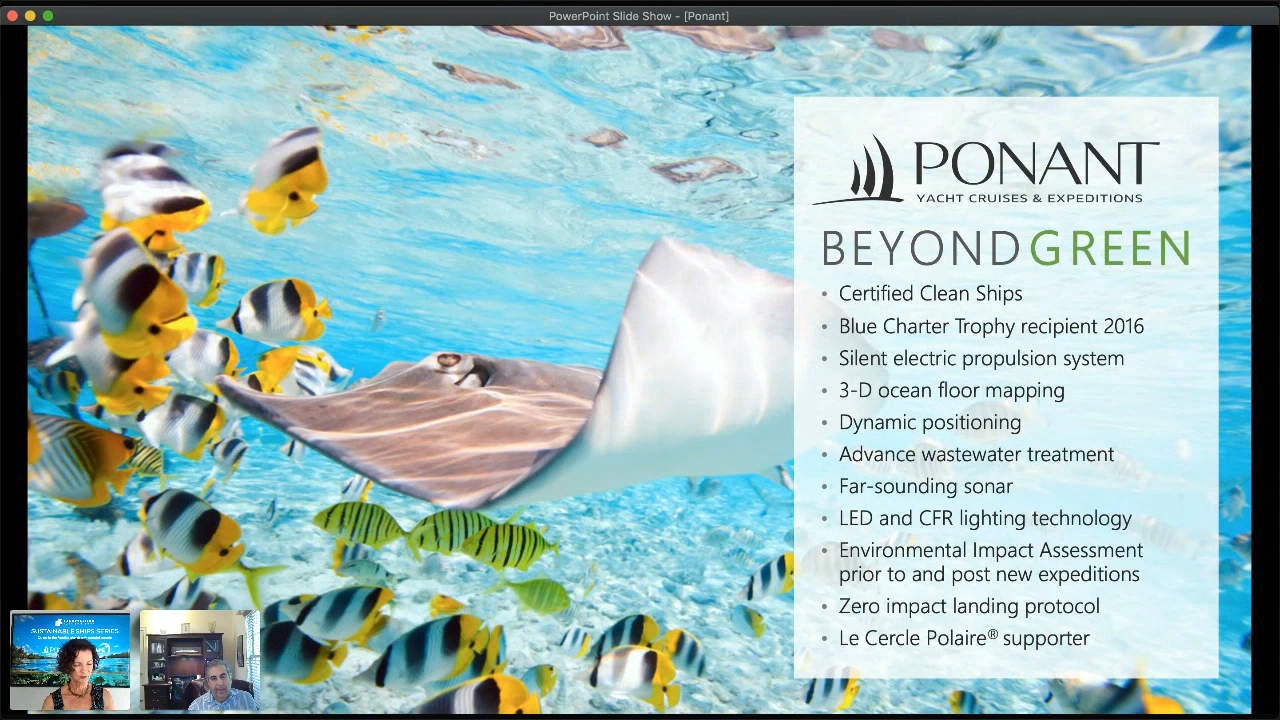 PowerPoint Slide Show - [Ponant]
PONANT
YACHT CRUISES & EXPEDITIONS
BEYOND GREEN
• Certified Clean Ships
• Blue Charter Trophy recipient 2016
• Silent electric propulsion system
• 3-D ocean floor mapping
• Dynamic positioning
• Advance wastewater treatment
• Far-sounding sonar
• LED and CFR lighting technology
• Environmental Impact Assessment
prior to and post new expeditions
• Zero impact landing protocol
• Le Cercle Polaire® supporter
SUSTAINABLE SHIPS SERIES